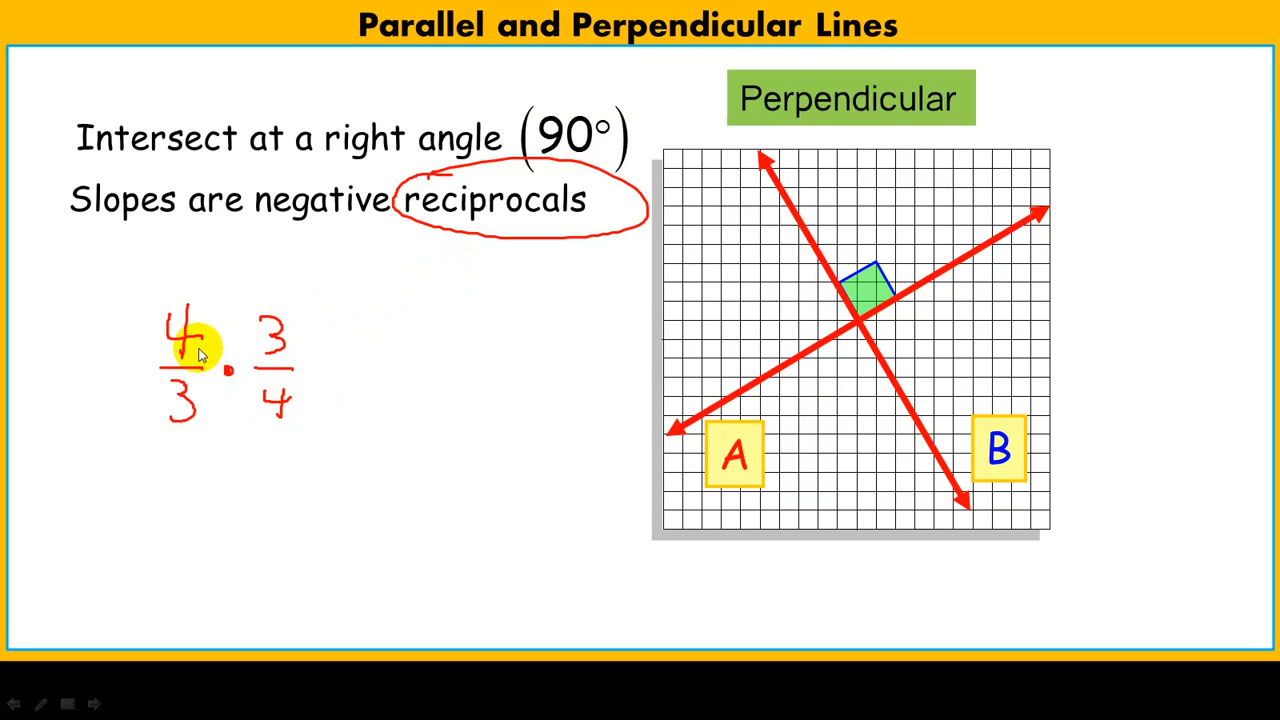 Parallel and Perpendicular Lines
Perpendicular
Intersect at a right angle (90°)
Slopes are negative reciprocals
4/3 · 3/4
A
B